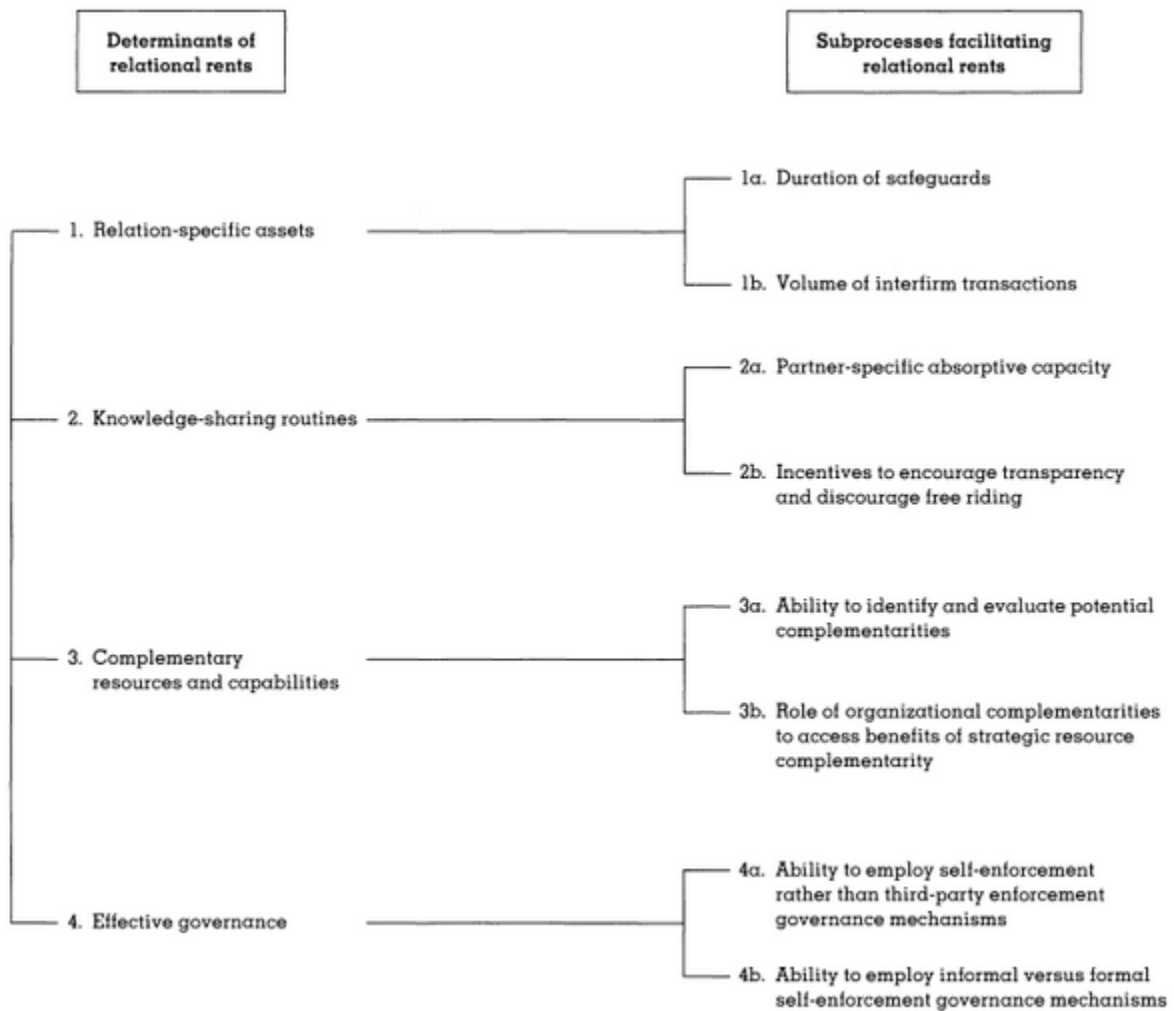 Determinants of
relational rents
Subprocesses facilitating
relational rents
1. Relation-specific assets
1a. Duration of safeguards
1b. Volume of interfirm transactions
2. Knowledge-sharing routines
2a. Partner-specific absorptive capacity
2b. Incentives to encourage transparency
and discourage free riding
3. Complementary
resources and capabilities
3a. Ability to identify and evaluate potential
complementarities
3b. Role of organizational complementarities
to access benefits of strategic resource
complementarity
4. Effective governance
4a. Ability to employ self-enforcement
rather than third-party enforcement
governance mechanisms
4b. Ability to employ informal versus formal
self-enforcement governance mechanisms